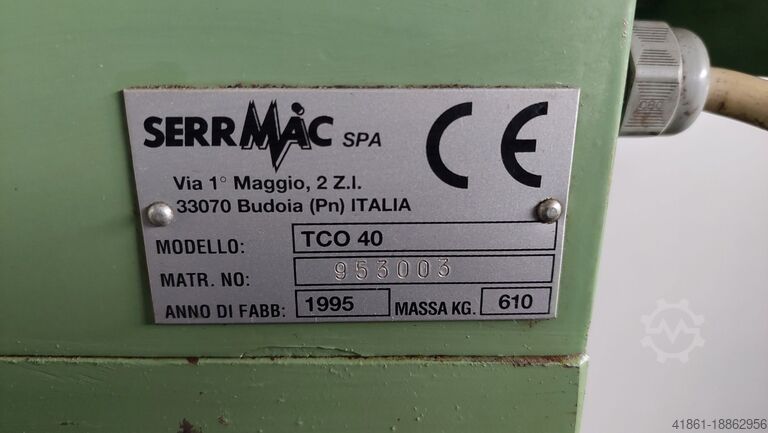 SERRMAC SPA
CE
Via 1° Maggio, 2 Z.I.
33070 Budoia (Pn) ITALIA
MODELLO: TCO 40
MATR. NO: 953003
ANNO DI FABB: 1995 MASSA KG. 610
41861-18862956